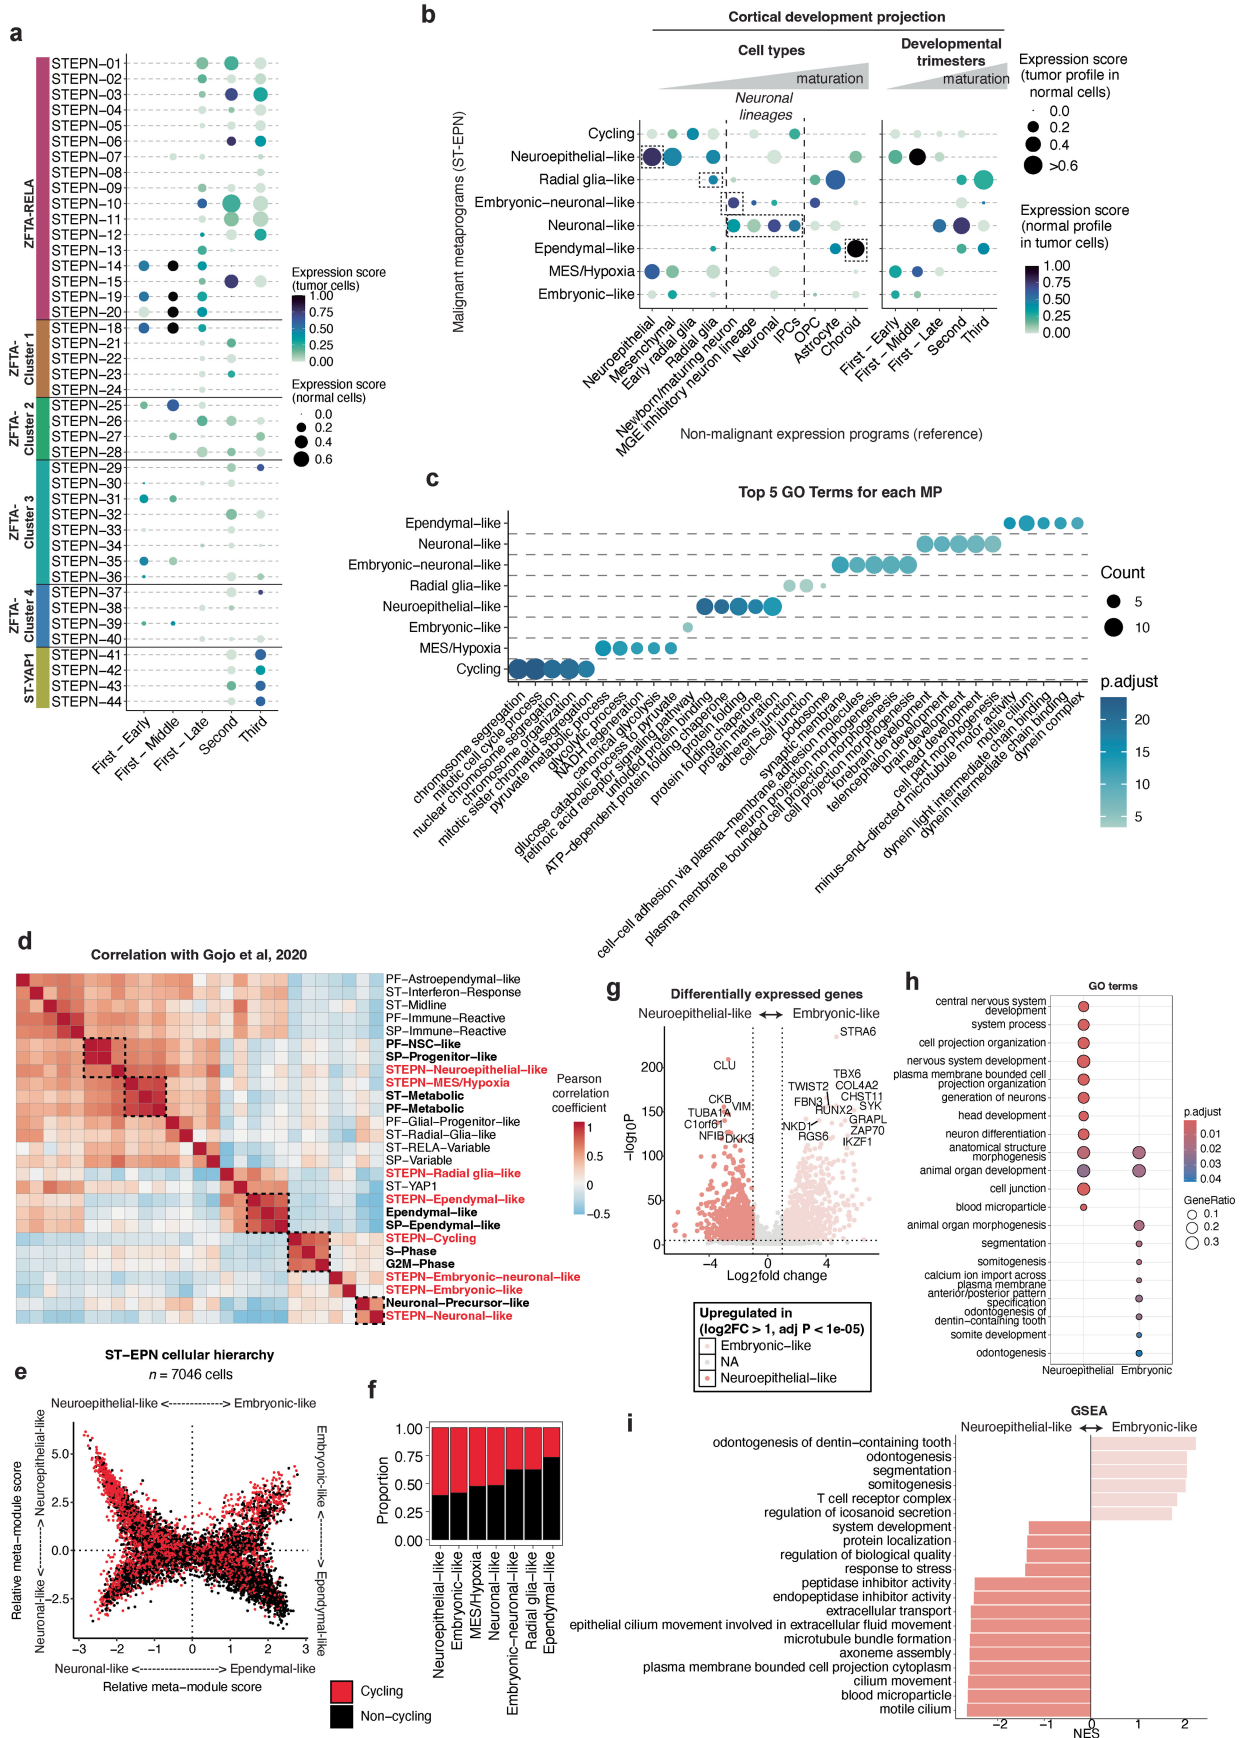 a
ZFTA-RELA
ZFTA-Cluster 1
ZFTA-Cluster 2
ZFTA-Cluster 3
ZFTA-Cluster 4
ST-YAP1
STEPN-01
STEPN-02
STEPN-03
STEPN-04
STEPN-05
STEPN-06
STEPN-07
STEPN-08
STEPN-09
STEPN-10
STEPN-11
STEPN-12
STEPN-13
STEPN-14
STEPN-15
STEPN-19
STEPN-20
STEPN-18
STEPN-21
STEPN-22
STEPN-23
STEPN-24
STEPN-25
STEPN-26
STEPN-27
STEPN-28
STEPN-29
STEPN-30
STEPN-31
STEPN-32
STEPN-33
STEPN-34
STEPN-35
STEPN-36
STEPN-37
STEPN-38
STEPN-39
STEPN-40
STEPN-41
STEPN-42
STEPN-43
STEPN-44
First - Early
First - Middle
First - Late
Second
Third
Expression score
(tumor cells)
1.00
0.75
0.50
0.25
0.00
Expression score
(normal cells)
0.0
0.2
0.4
0.6
b
Cortical development projection
Cell types
Developmental
trimesters
maturation
maturation
Neuronal
lineages
Malignant metaprograms (ST-EPN)
Cycling
Neuroepithelial-like
Radial glia-like
Embryonic-neuronal-like
Neuronal-like
Ependymal-like
MES/Hypoxia
Embryonic-like
Neuroepithelial
Mesenchymal
Early radial glia
Radial glia
Newborn/maturing neuron
MGE inhibitory neuron lineage
Neuronal
IPCs
OPC
Astrocyte
Choroid
First - Early
First - Middle
First - Late
Second
Third
Non-malignant expression programs (reference)
Expression score
(tumor profile in
normal cells)
0.0
0.2
0.4
>0.6
Expression score
(normal profile
in tumor cells)
1.00
0.75
0.50
0.25
0.00
c
Top 5 GO Terms for each MP
Ependymal-like
Neuronal-like
Embryonic-neuronal-like
Radial glia-like
Neuroepithelial-like
Embryonic-like
MES/Hypoxia
Cycling
chromosome segregation
mitotic cell cycle process
nuclear chromosome segregation
chromosome organization
mitotic sister chromatid segregation
pyruvate metabolic process
glycolytic process
NADH regeneration
canonical glycolysis
glucose catabolic process to pyruvate
retinoic acid receptor signaling pathway
unfolded protein binding
ATP-dependent protein folding chaperone
protein folding
protein folding chaperone
protein maturation
adherens junction
cell-cell junction
podosome
synaptic membrane
cell-cell adhesion via plasma-membrane adhesion molecules
neuron projection morphogenesis
plasma membrane bounded cell projection morphogenesis
cell projection morphogenesis
forebrain development
telencephalon development
brain development
head development
cell part morphogenesis
minus-end-directed microtubule motor activity
motile cilium
dynein light intermediate chain binding
dynein intermediate chain binding
dynein complex
Count
5
10
p.adjust
20
15
10
5
d
Correlation with Gojo et al, 2020
PF-Astroependymal-like
ST-Interferon-Response
ST-Midline
PF-Immune-Reactive
SP-Immune-Reactive
PF-NSC-like
SP-Progenitor-like
STEPN-Neuroepithelial-like
STEPN-MES/Hypoxia
ST-Metabolic
PF-Metabolic
PF-Glial-Progenitor-like
ST-Radial-Glia-like
ST-RELA-Variable
SP-Variable
STEPN-Radial glia-like
ST-YAP1
STEPN-Ependymal-like
Ependymal-like
SP-Ependymal-like
STEPN-Cycling
S-Phase
G2M-Phase
STEPN-Embryonic-neuronal-like
STEPN-Embryonic-like
Neuronal-Precursor-like
STEPN-Neuronal-like
Pearson
correlation
coefficient
1
0.5
0
-0.5
e
ST-EPN cellular hierarchy
n = 7046 cells
Neuroepithelial-like <------------> Embryonic-like
Relative meta-module score
Neuronal-like <------------> Neuroepithelial-like
5.0
2.5
0.0
-2.5
-3
-2
-1
0
1
2
3
Embryonic-like <------------> Ependymal-like
Neuronal-like <------------> Ependymal-like
Relative meta-module score
Cycling
Non-cycling
f
Proportion
1.00
0.75
0.50
0.25
0.00
Neuroepithelial-like
Embryonic-like
MES/Hypoxia
Neuronal-like
Embryonic-neuronal-like
Radial glia-like
Ependymal-like
g
Differentially expressed genes
Neuroepithelial-like
Embryonic-like
-log10P
200
150
100
50
0
-4
0
4
Log2 fold change
STRA6
CLU
TBX6
TWIST2
COL4A2
FBN3
CHST11
CKB
VIM
RUNX2
SYK
TUBA1A
GRAPL
C1orf61
NKD1
ZAP70
NFIB
DKK3
RGS6
IKZF1
Upregulated in
(log2FC > 1, adj P < 1e-05)
Embryonic-like
NA
Neuroepithelial-like
h
GO terms
central nervous system
development
system process
cell projection organization
nervous system development
plasma membrane bounded cell
projection organization
generation of neurons
head development
neuron differentiation
anatomical structure
morphogenesis
animal organ development
cell junction
blood microparticle
animal organ morphogenesis
segmentation
somitogenesis
calcium ion import across
plasma membrane
anterior/posterior pattern
specification
odontogenesis of
dentin-containing tooth
somite development
odontogenesis
Neuroepithelial
Embryonic
p.adjust
0.01
0.02
0.03
0.04
GeneRatio
0.1
0.2
0.3
i
GSEA
Neuroepithelial-like
Embryonic-like
odontogenesis of dentin-containing tooth
odontogenesis
segmentation
somitogenesis
T cell receptor complex
regulation of icosanoid secretion
system development
protein localization
regulation of biological quality
response to stress
peptidase inhibitor activity
endopeptidase inhibitor activity
extracellular transport
epithelial cilium movement involved in extracellular fluid movement
microtubule bundle formation
axoneme assembly
plasma membrane bounded cell projection cytoplasm
cilium movement
blood microparticle
motile cilium
-2
-1
0
1
2
NES